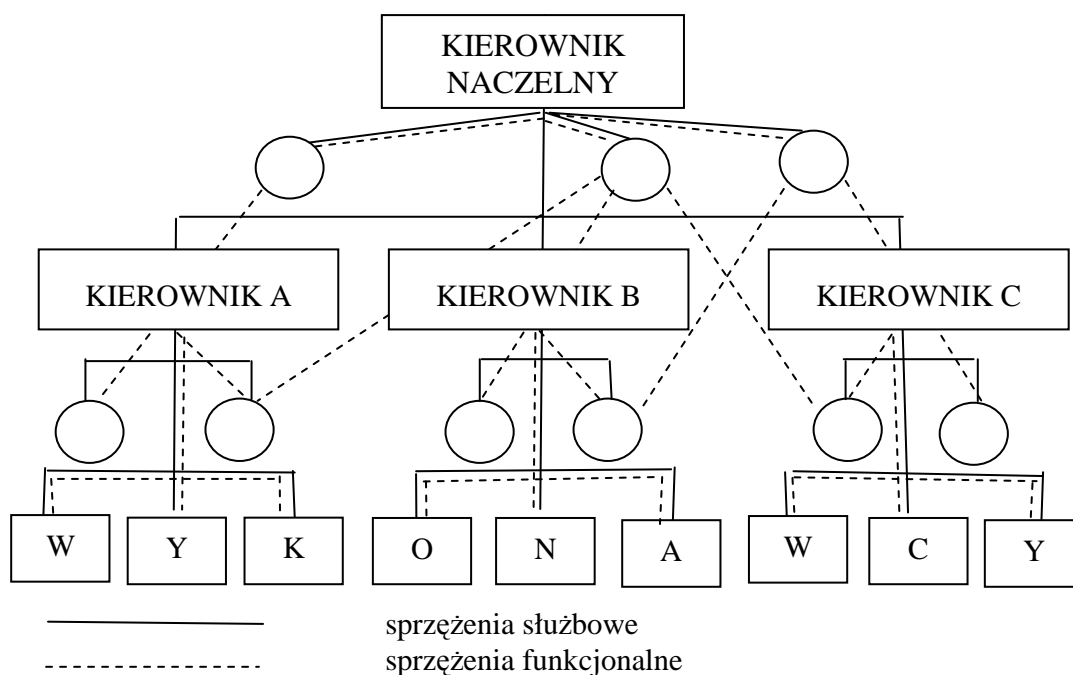 KIEROWNIK
NACZELNY
KIEROWNIK A
KIEROWNIK B
KIEROWNIK C
W
Y
K
O
N
A
W
C
Y
sprzężenia służbowe
sprzężenia funkcjonalne